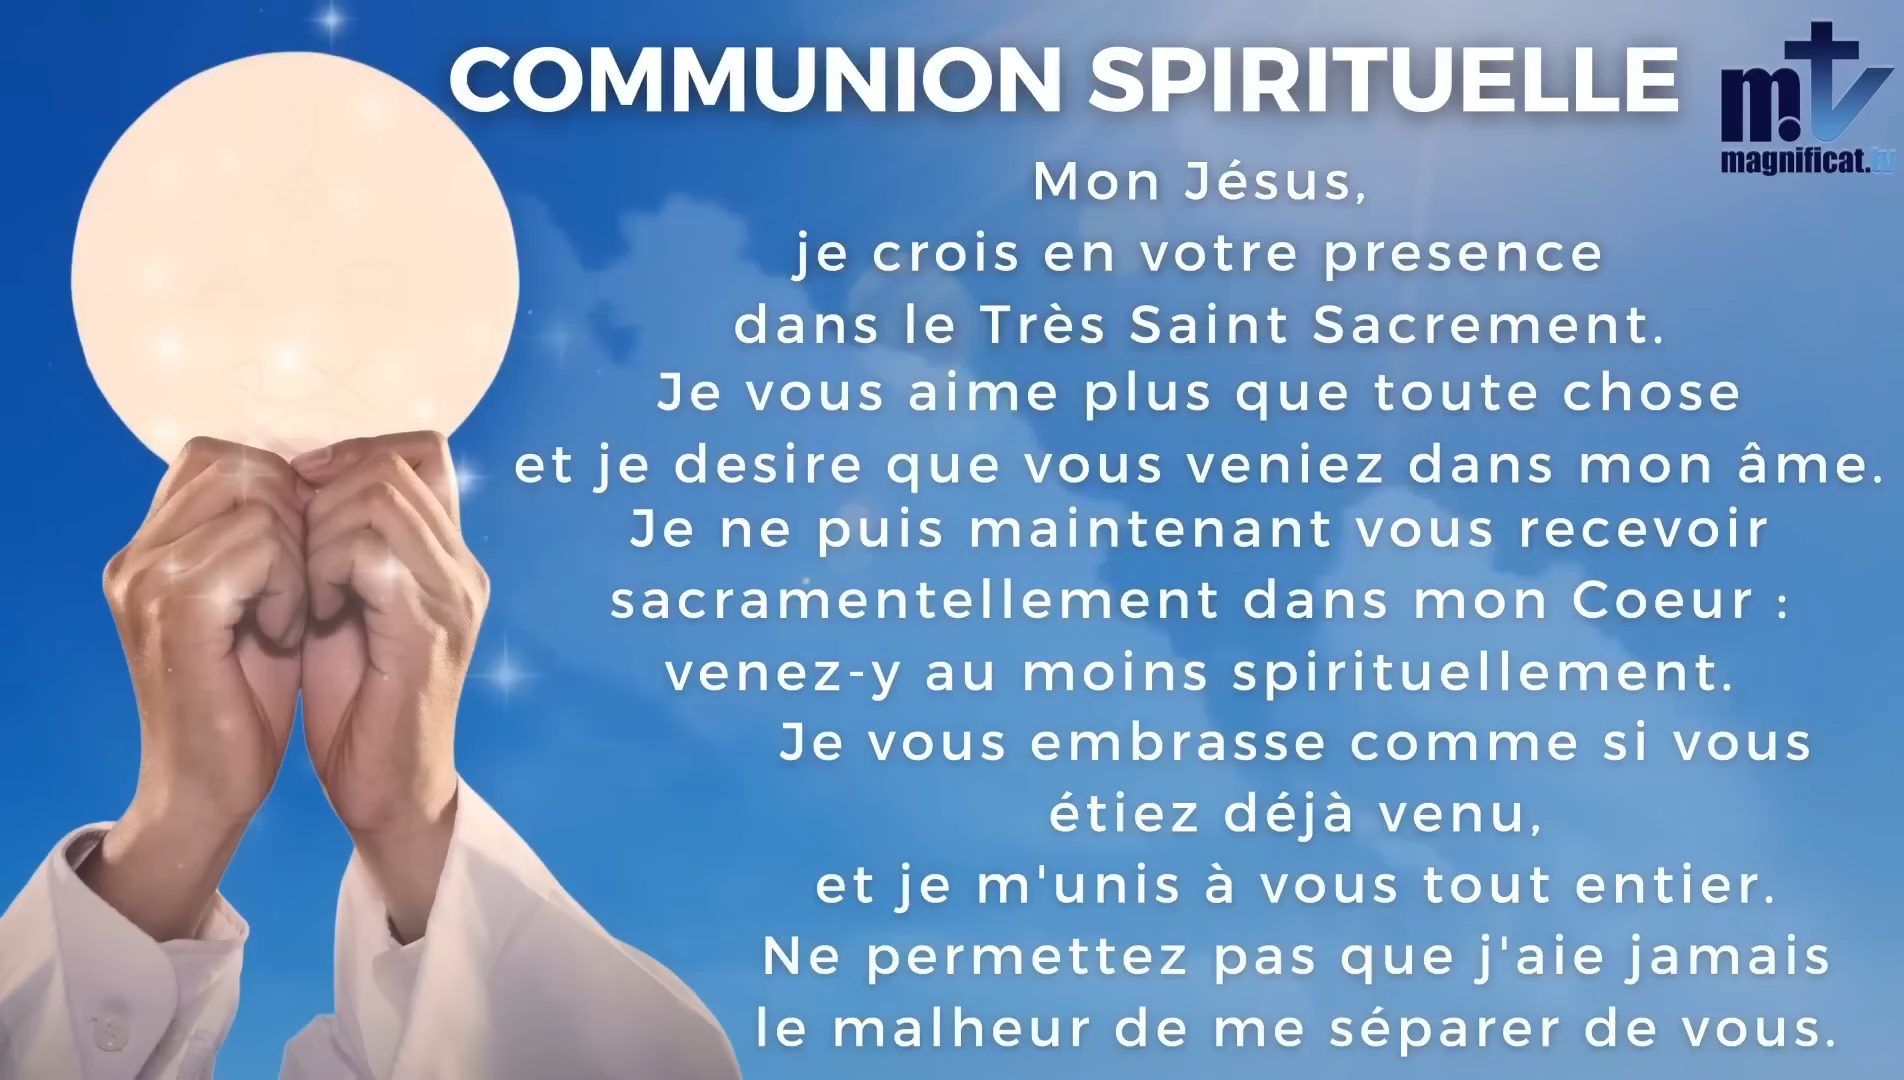 COMMUNION SPIRITUELLE
mtv
magnificat.tv
Mon Jésus,
je crois en votre presence
dans le Très Saint Sacrement.
Je vous aime plus que toute chose
et je desire que vous veniez dans mon âme.
Je ne puis maintenant vous recevoir
sacramentellement dans mon Coeur :
venez-y au moins spirituellement.
Je vous embrasse comme si vous
étiez déjà venu,
et je m'unis à vous tout entier.
Ne permettez pas que j'aie jamais
le malheur de me séparer de vous.